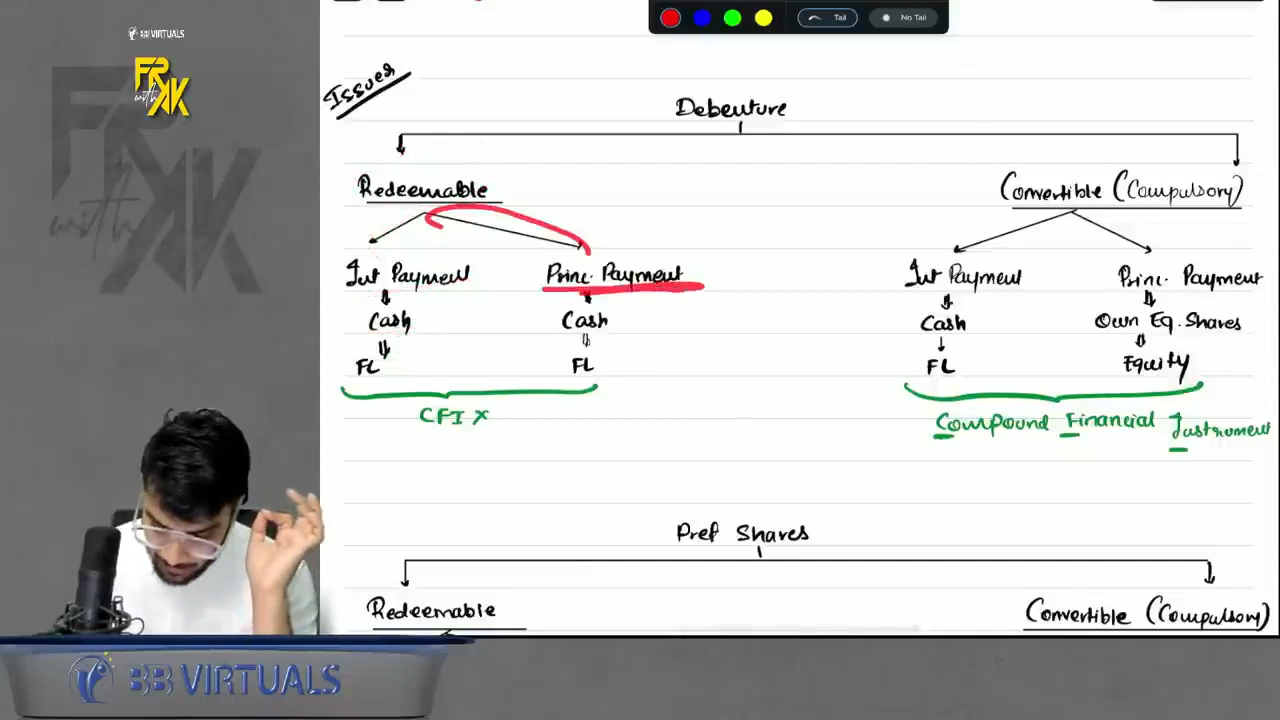 BB VIRTUALS
FR
with
AK
Tail
No Tail
Issuer
Debenture
Redeemable
Convertible (Compulsory)
Int Payment
Princ. Payment
Int Payment
Princ. Payment
Cash
Cash
Cash
Own Eq. Shares
FL
FL
FL
Equity
CFI X
Compound Financial Instrument
Pref Shares
Redeemable
Convertible (Compulsory)
BB VIRTUALS